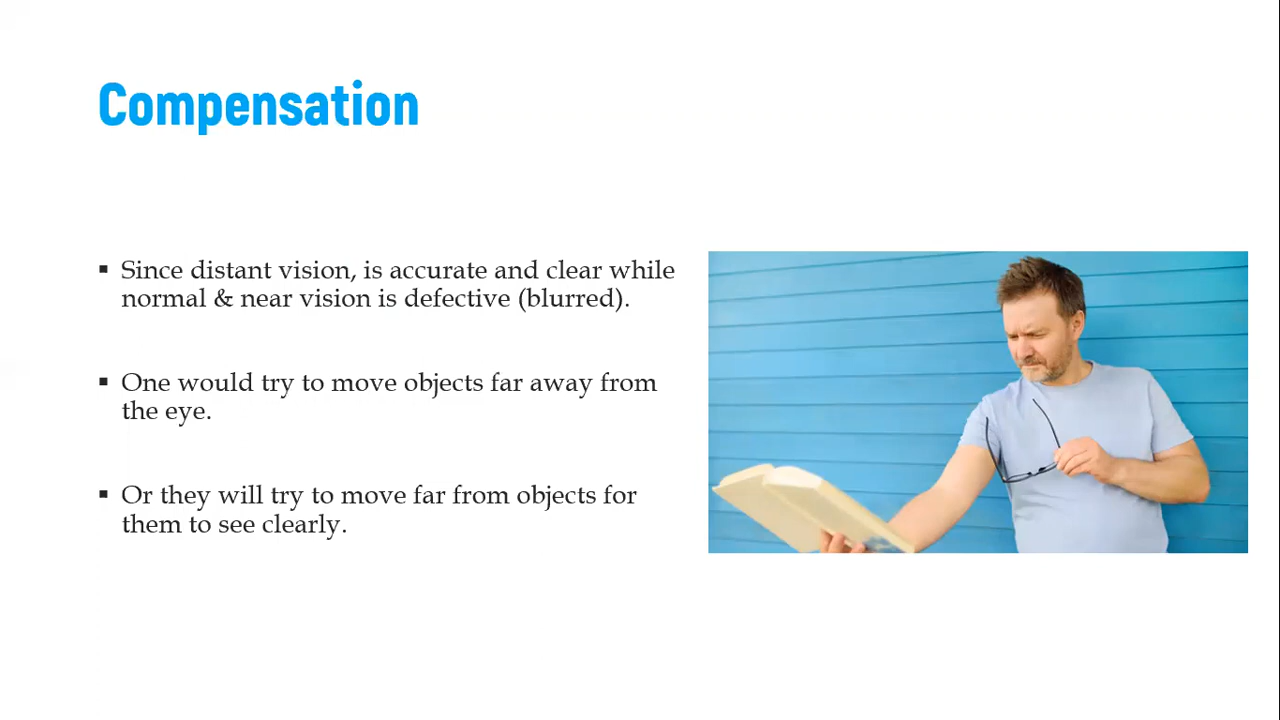 Compensation
▪ Since distant vision, is accurate and clear while
normal & near vision is defective (blurred).
▪ One would try to move objects far away from
the eye.
▪ Or they will try to move far from objects for
them to see clearly.